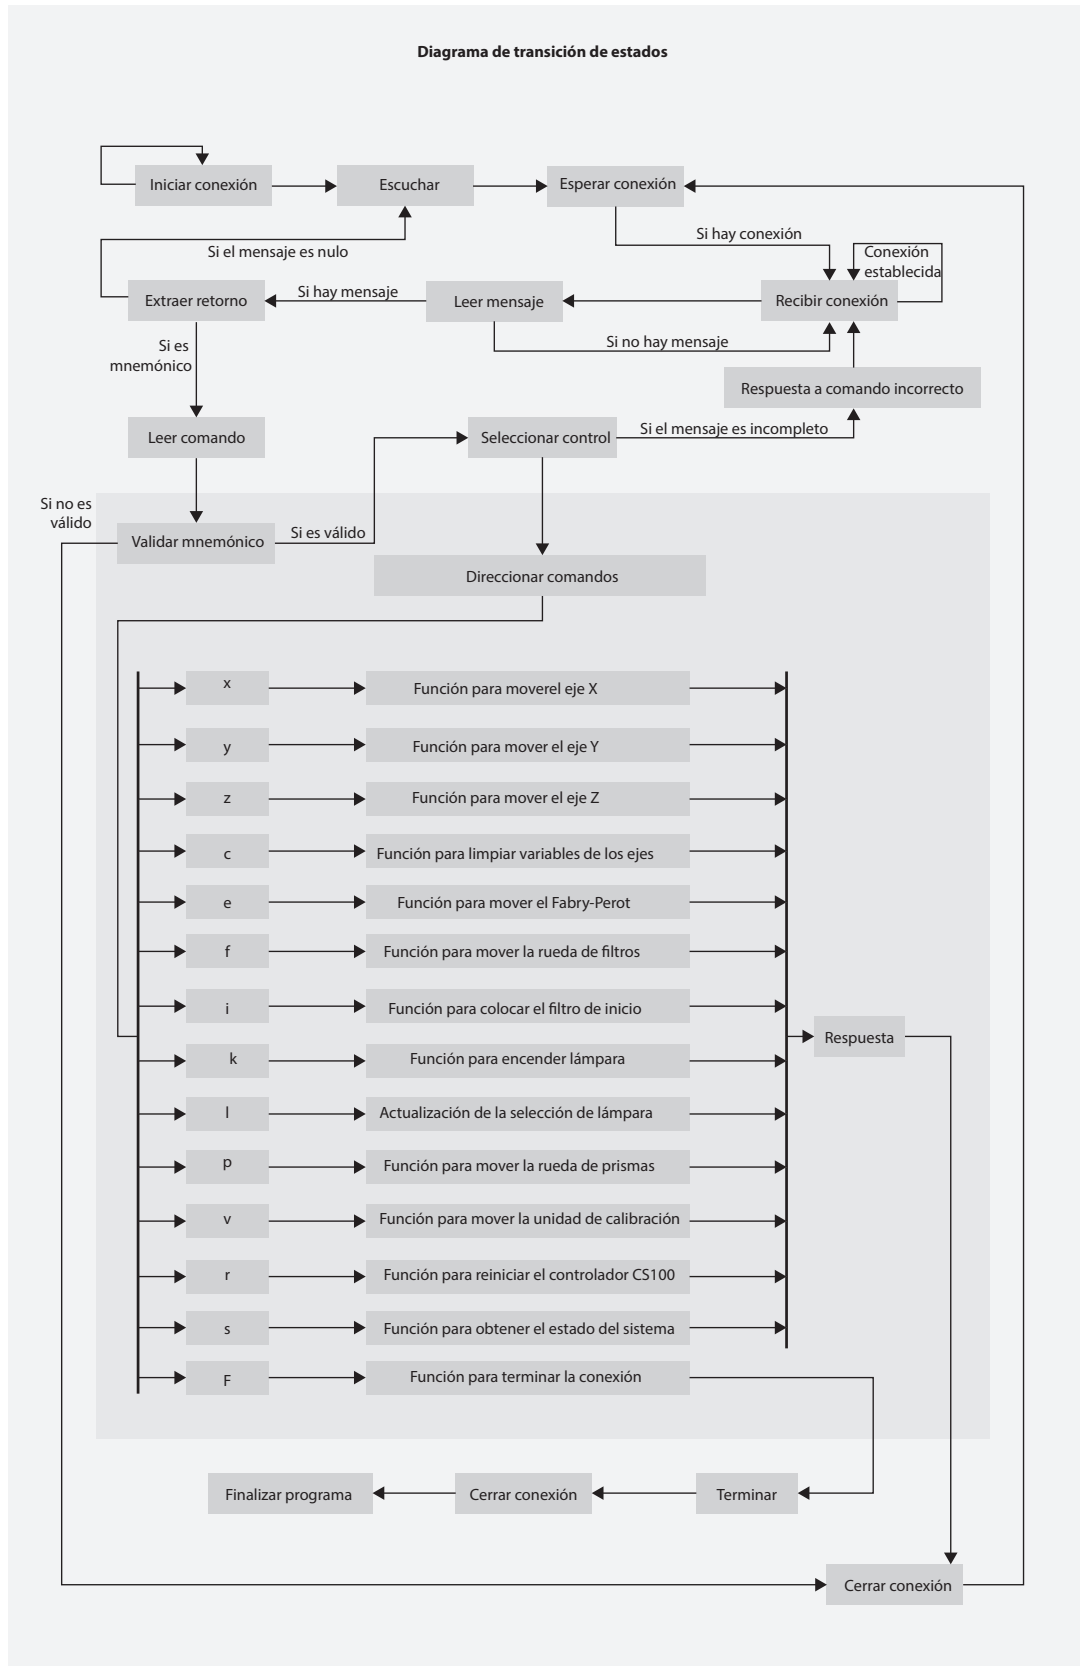 Diagrama de transición de estados
Iniciar conexión
Escuchar
Esperar conexión
Si hay conexión
Si el mensaje es nulo
Conexión
establecida
Extraer retorno
Si hay mensaje
Leer mensaje
Recibir conexión
Si no hay mensaje
Si es
mnemónico
Respuesta a comando incorrecto
Leer comando
Seleccionar control
Si el mensaje es incompleto
Si no es
válido
Validar mnemónico
Si es válido
Direccionar comandos
x
Función para moverel eje X
y
Función para mover el eje Y
z
Función para mover el eje Z
c
Función para limpiar variables de los ejes
e
Función para mover el Fabry-Perot
f
Función para mover la rueda de filtros
i
Función para colocar el filtro de inicio
Respuesta
k
Función para encender lámpara
l
Actualización de la selección de lámpara
p
Función para mover la rueda de prismas
v
Función para mover la unidad de calibración
r
Función para reiniciar el controlador CS100
s
Función para obtener el estado del sistema
F
Función para terminar la conexión
Finalizar programa
Cerrar conexión
Terminar
Cerrar conexión